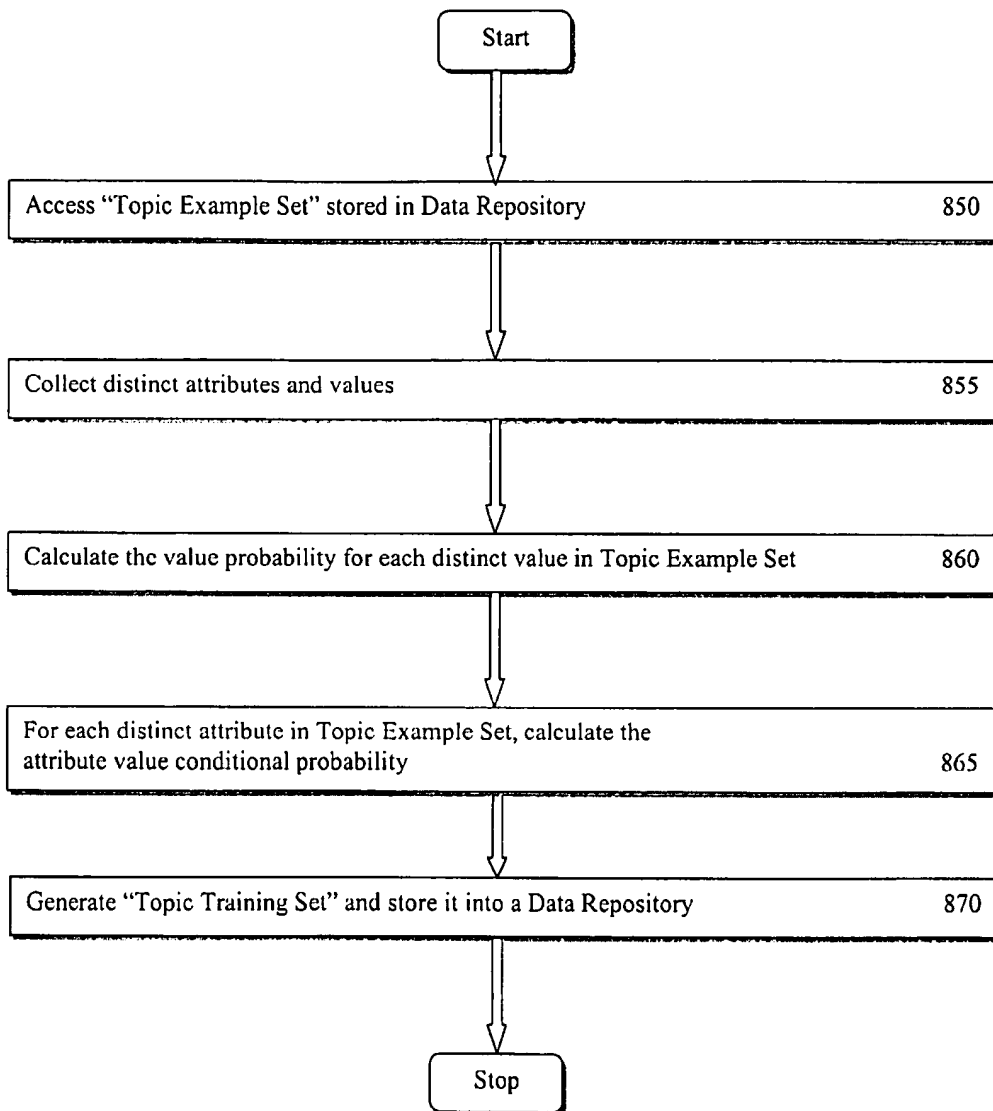 Start
Access “Topic Example Set” stored in Data Repository 850
Collect distinct attributes and values 855
Calculate the value probability for each distinct value in Topic Example Set 860
For each distinct attribute in Topic Example Set, calculate the
attribute value conditional probability 865
Generate “Topic Training Set” and store it into a Data Repository 870
Stop